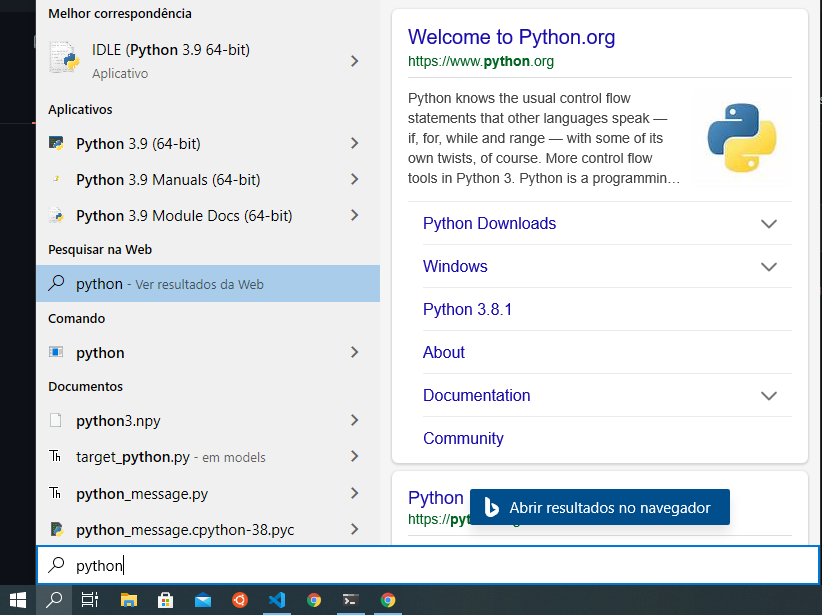 Melhor correspondência
IDLE (Python 3.9 64-bit)
Aplicativo
Aplicativos
Python 3.9 (64-bit)
Python 3.9 Manuals (64-bit)
Python 3.9 Module Docs (64-bit)
Pesquisar na Web
python - Ver resultados da Web
Comando
python
Documentos
python3.npy
target_python.py - em models
python_message.py
python_message.cpython-38.pyc
python
Welcome to Python.org
https://www.python.org
Python knows the usual control flow
statements that other languages speak —
if, for, while and range — with some of its
own twists, of course. More control flow
tools in Python 3. Python is a programmin…
Python Downloads
Windows
Python 3.8.1
About
Documentation
Community
Python
https://pyt
Abrir resultados no navegador